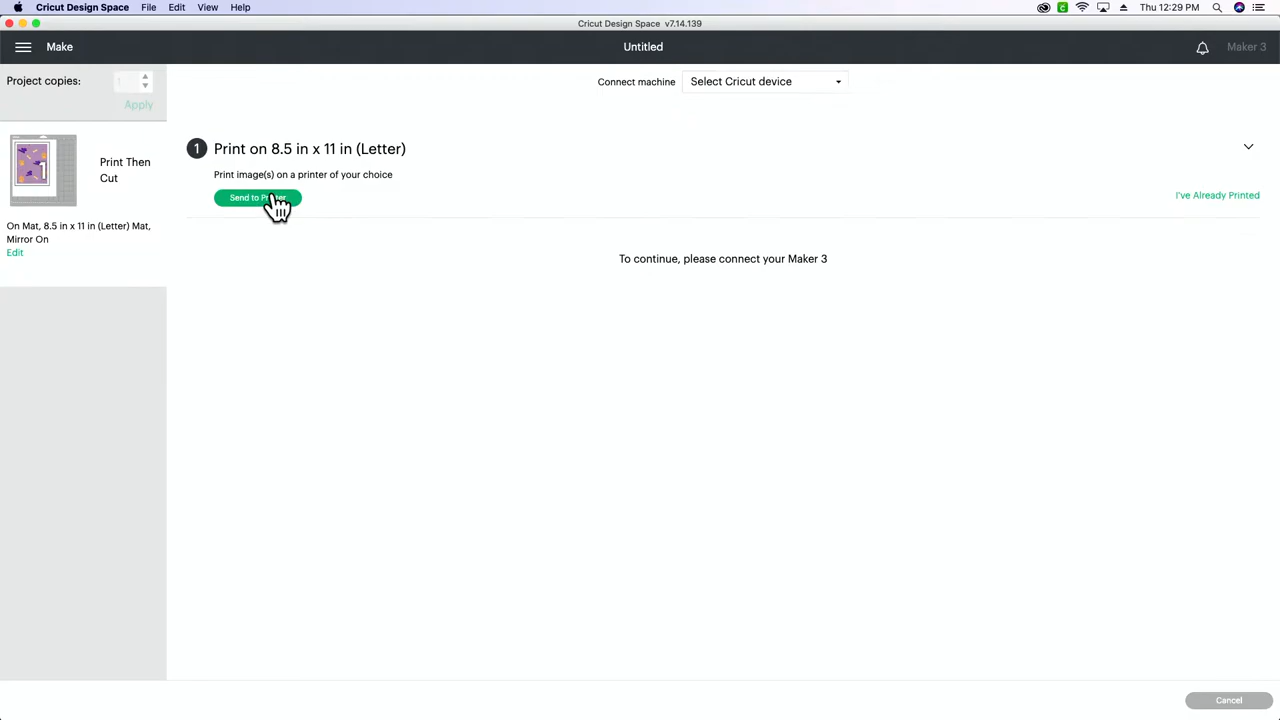 Cricut Design Space File Edit View Help Thu 12:29 PM
Cricut Design Space v7.14.139
Make Untitled Maker 3
Project copies: 1
Apply
Connect machine Select Cricut device
Print Then
Cut
On Mat, 8.5 in x 11 in (Letter) Mat,
Mirror On
Edit
1 Print on 8.5 in x 11 in (Letter)
Print image(s) on a printer of your choice
Send to
I've Already Printed
To continue, please connect your Maker 3
Cancel